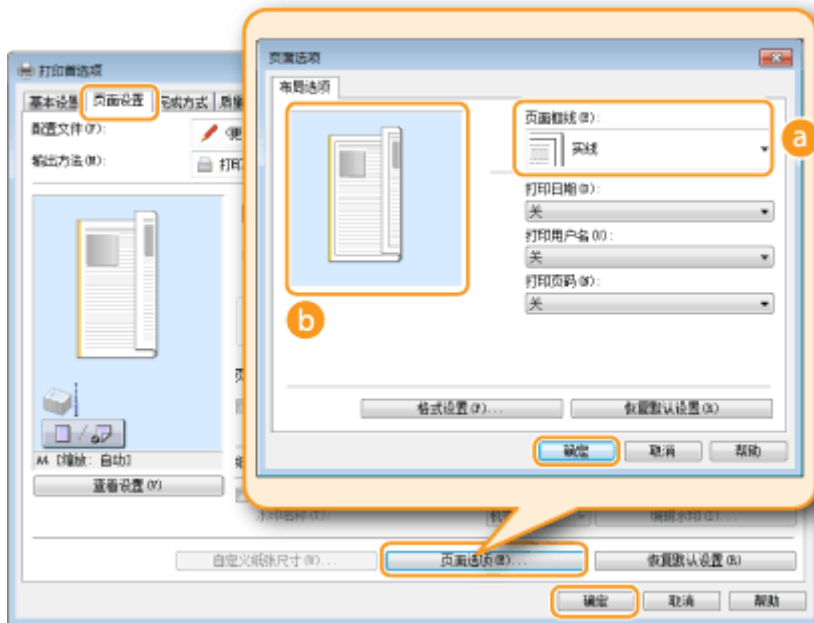 打印首选项
基本设置 页面设置 完成方式 质量
配置文件(F):
输出方法(M): 打印
A4 [缩放: 自动]
查看设置(V)
自定义纸张尺寸(W)... 页面选项(E)... 恢复默认设置(R)
确定 取消 帮助
页面选项
布局选项
页面框线(E):
实线
a
打印日期(D):
关
打印用户名(U):
关
打印页码(N):
关
b
格式设置(F)... 恢复默认设置(R)
确定 取消 帮助